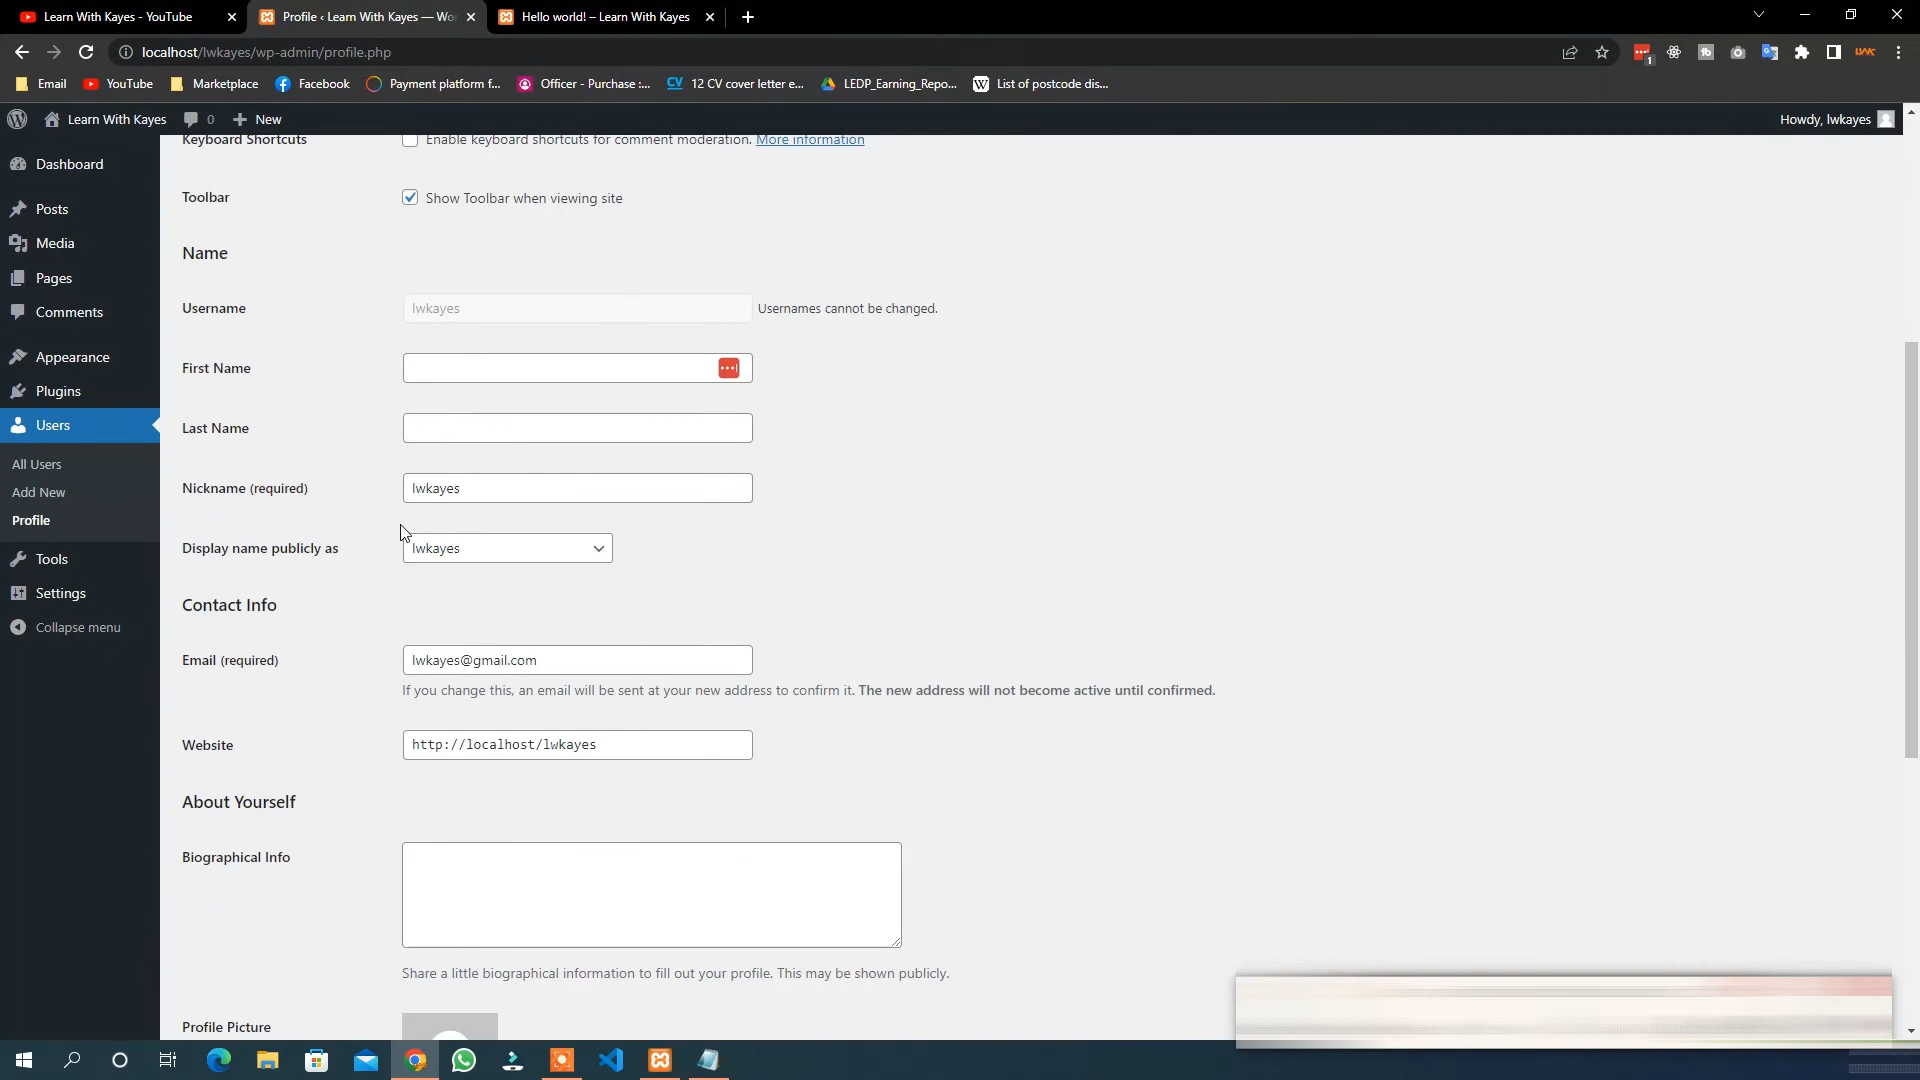 Learn With Kayes - YouTube
Profile ‹ Learn With Kayes — Wor
Hello world! – Learn With Kayes
localhost/lwkayes/wp-admin/profile.php
1
Email
YouTube
Marketplace
Facebook
Payment platform f...
Officer - Purchase :...
CV
12 CV cover letter e...
LEDP_Earning_Repo...
W
List of postcode dis...
Learn With Kayes
0
New
Howdy, lwkayes
Dashboard
Posts
Media
Pages
Comments
Appearance
Plugins
Users
All Users
Add New
Profile
Tools
Settings
Collapse menu
Keyboard Shortcuts
Enable keyboard shortcuts for comment moderation. More information
Toolbar
Show Toolbar when viewing site
Name
Username
lwkayes
Usernames cannot be changed.
First Name
Last Name
Nickname (required)
lwkayes
Display name publicly as
lwkayes
Contact Info
Email (required)
lwkayes@gmail.com
If you change this, an email will be sent at your new address to confirm it. The new address will not become active until confirmed.
Website
http://localhost/lwkayes
About Yourself
Biographical Info
Share a little biographical information to fill out your profile. This may be shown publicly.
Profile Picture